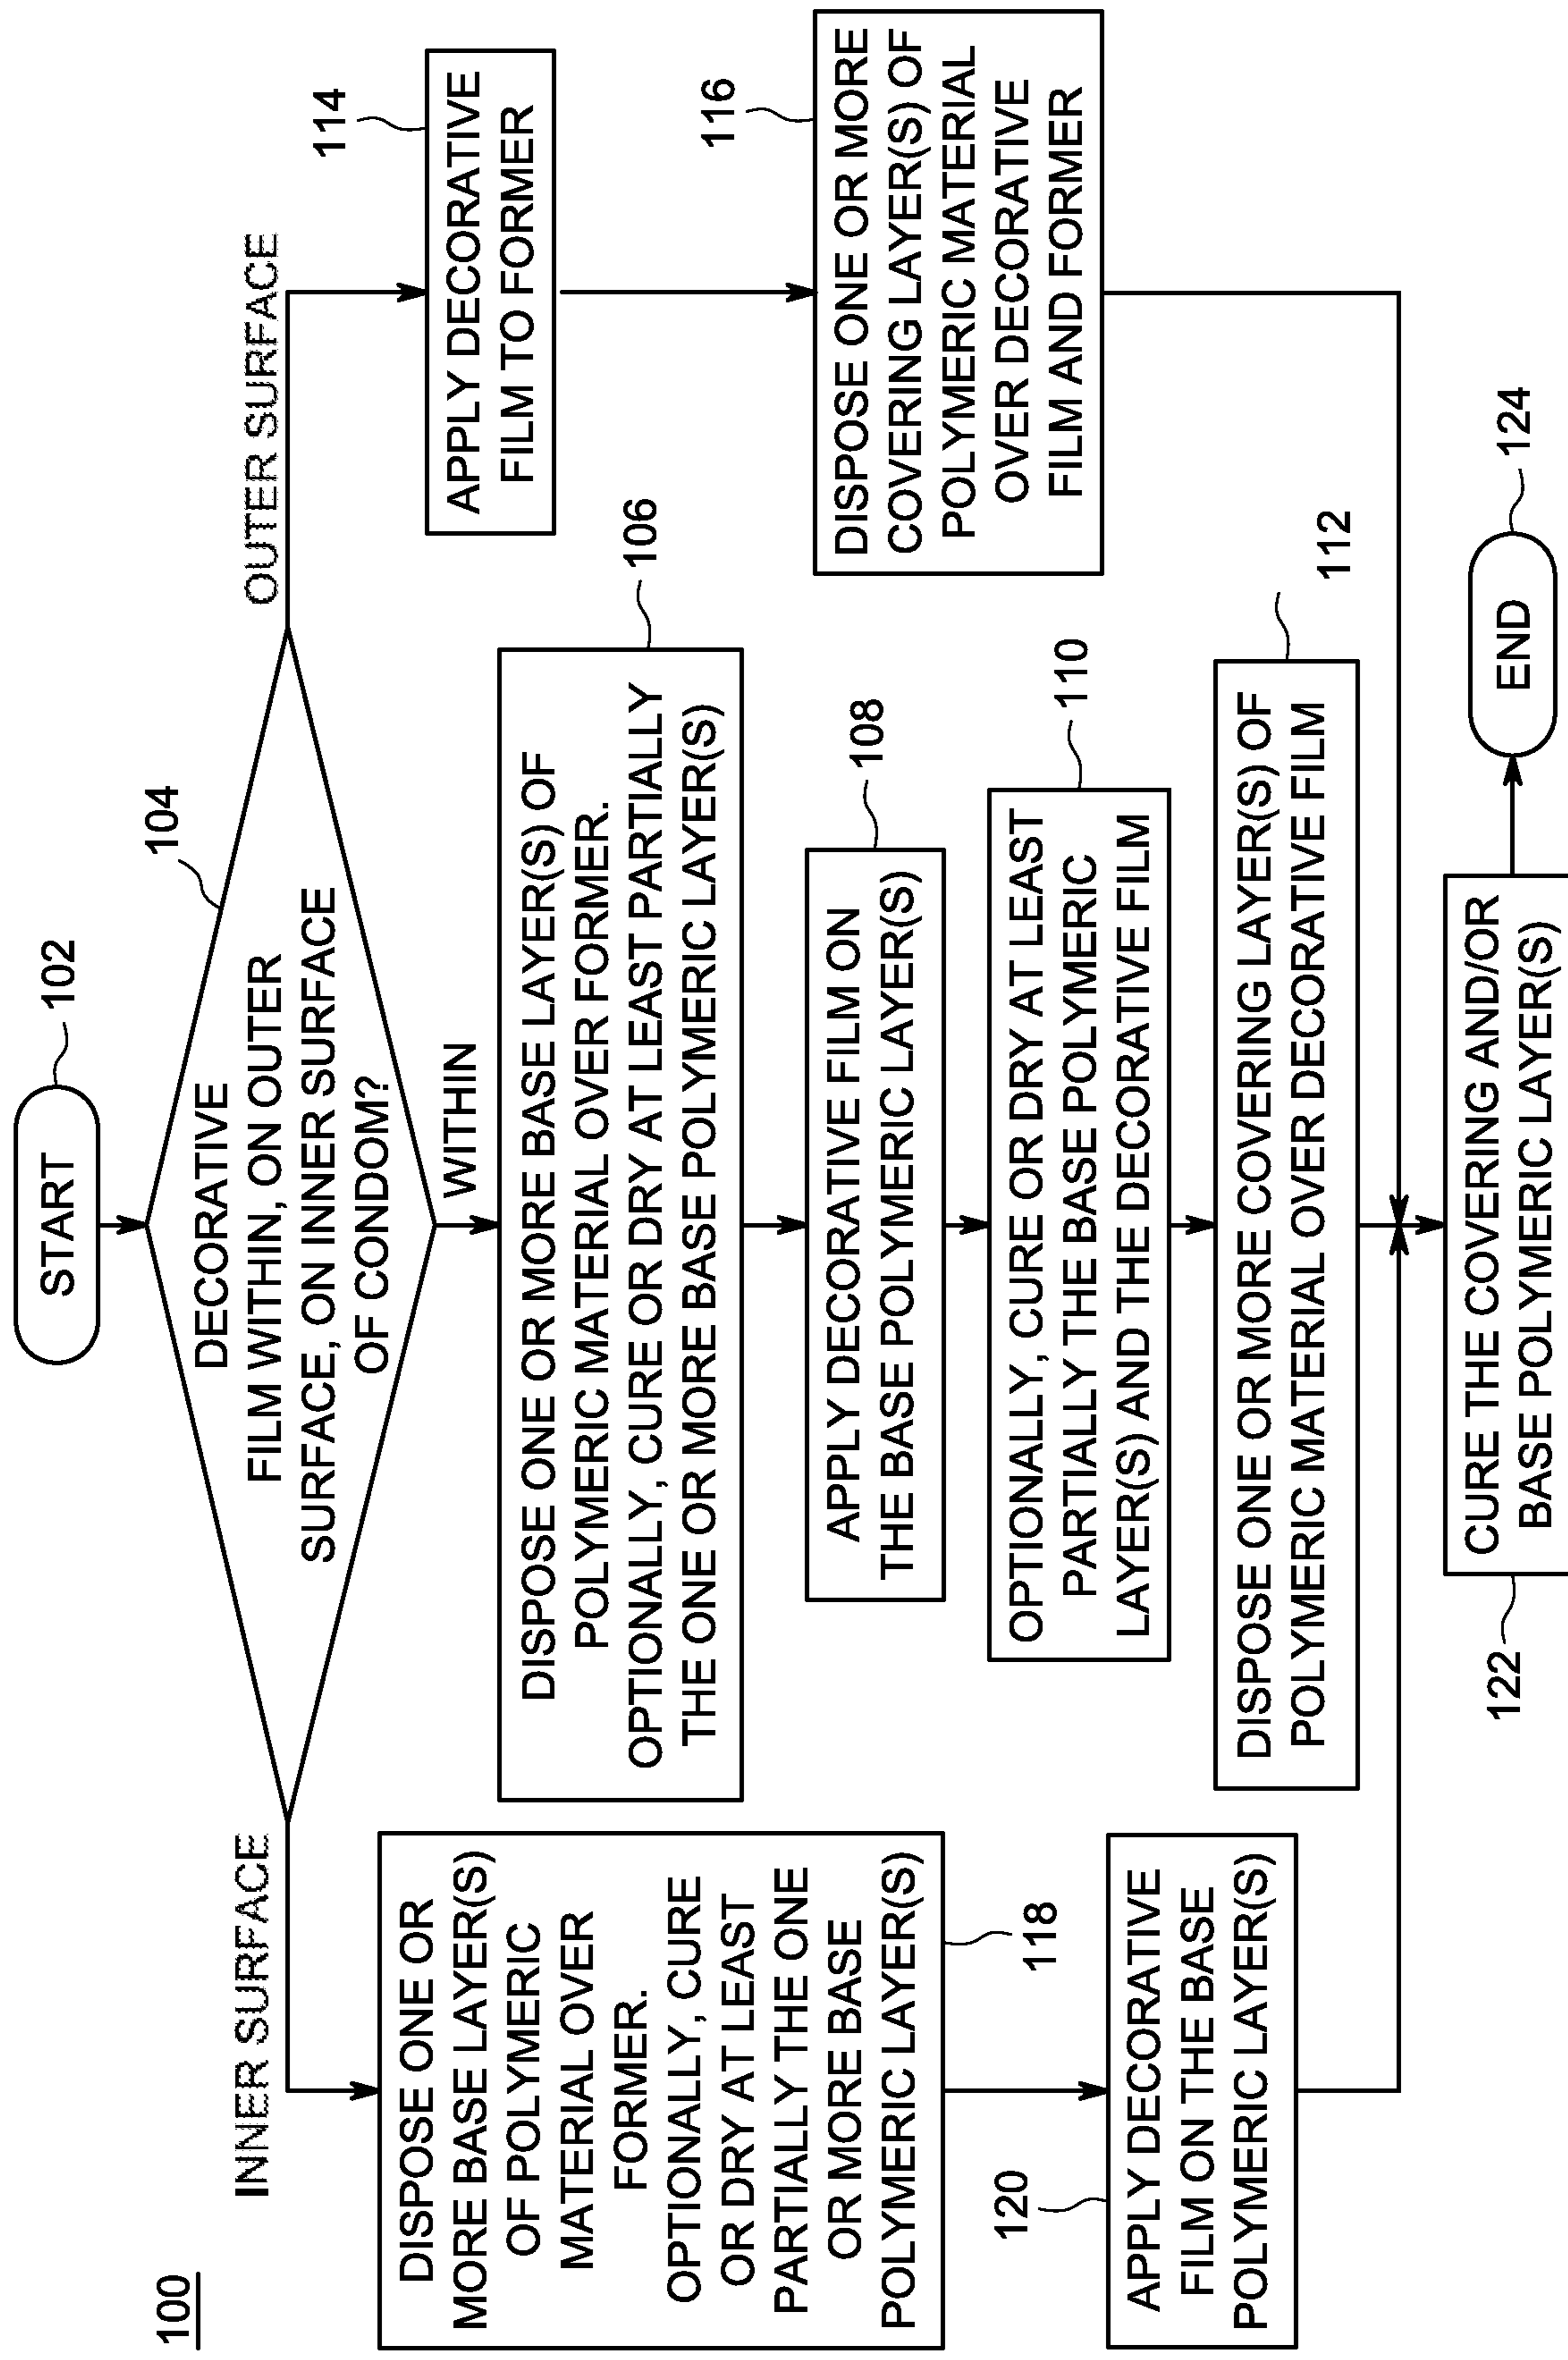 100
START
102
DECORATIVE
FILM WITHIN, ON OUTER
SURFACE, ON INNER SURFACE
OF CONDOM?
104
INNER SURFACE
WITHIN
OUTER SURFACE
DISPOSE ONE OR
MORE BASE LAYER(S)
OF POLYMERIC
MATERIAL OVER
FORMER.
OPTIONALLY, CURE
OR DRY AT LEAST
PARTIALLY THE ONE
OR MORE BASE
POLYMERIC LAYER(S)
118
120
APPLY DECORATIVE
FILM ON THE BASE
POLYMERIC LAYER(S)
DISPOSE ONE OR MORE BASE LAYER(S) OF
POLYMERIC MATERIAL OVER FORMER.
OPTIONALLY, CURE OR DRY AT LEAST PARTIALLY
THE ONE OR MORE BASE POLYMERIC LAYER(S)
106
APPLY DECORATIVE FILM ON
THE BASE POLYMERIC LAYER(S)
108
OPTIONALLY, CURE OR DRY AT LEAST
PARTIALLY THE BASE POLYMERIC
LAYER(S) AND THE DECORATIVE FILM
110
DISPOSE ONE OR MORE COVERING LAYER(S) OF
POLYMERIC MATERIAL OVER DECORATIVE FILM
112
APPLY DECORATIVE
FILM TO FORMER
114
DISPOSE ONE OR MORE
COVERING LAYER(S) OF
POLYMERIC MATERIAL
OVER DECORATIVE
FILM AND FORMER
116
122
CURE THE COVERING AND/OR
BASE POLYMERIC LAYER(S)
END
124